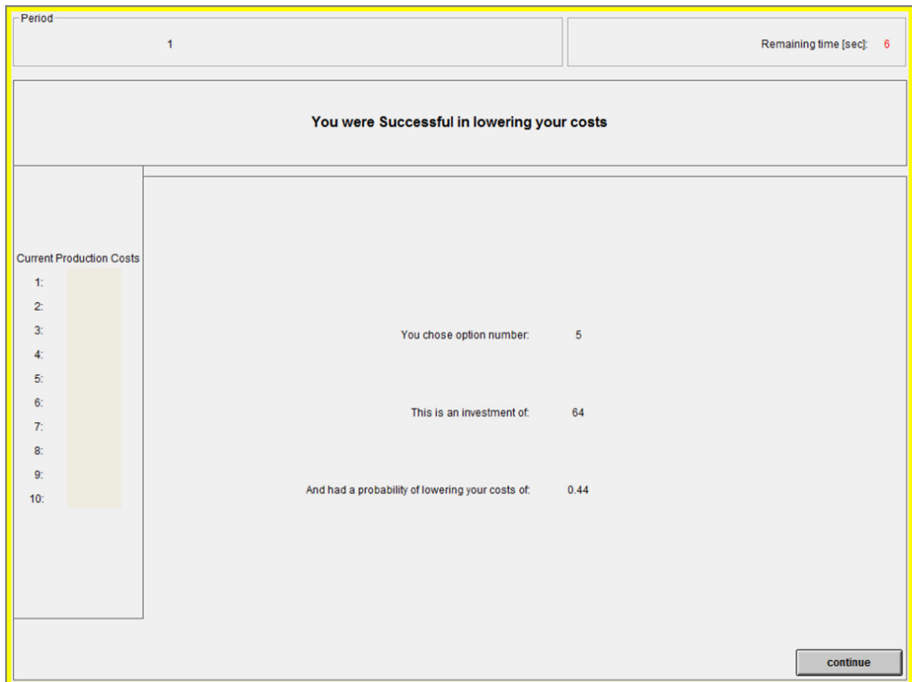 Period
1
Remaining time [sec]: 6
You were Successful in lowering your costs
Current Production Costs
1:
2:
3:
4:
5:
6:
7:
8:
9:
10:
You chose option number: 5
This is an investment of: 64
And had a probability of lowering your costs of: 0.44
continue